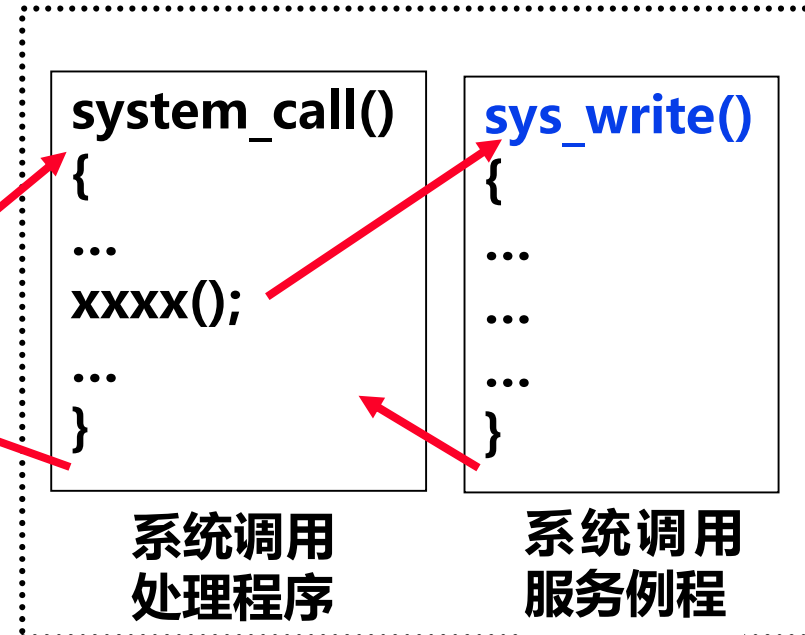 system_call()
{
...
xxxx();
...
}
系统调用
处理程序
sys_write()
{
...
...
...
}
系统调用
服务例程